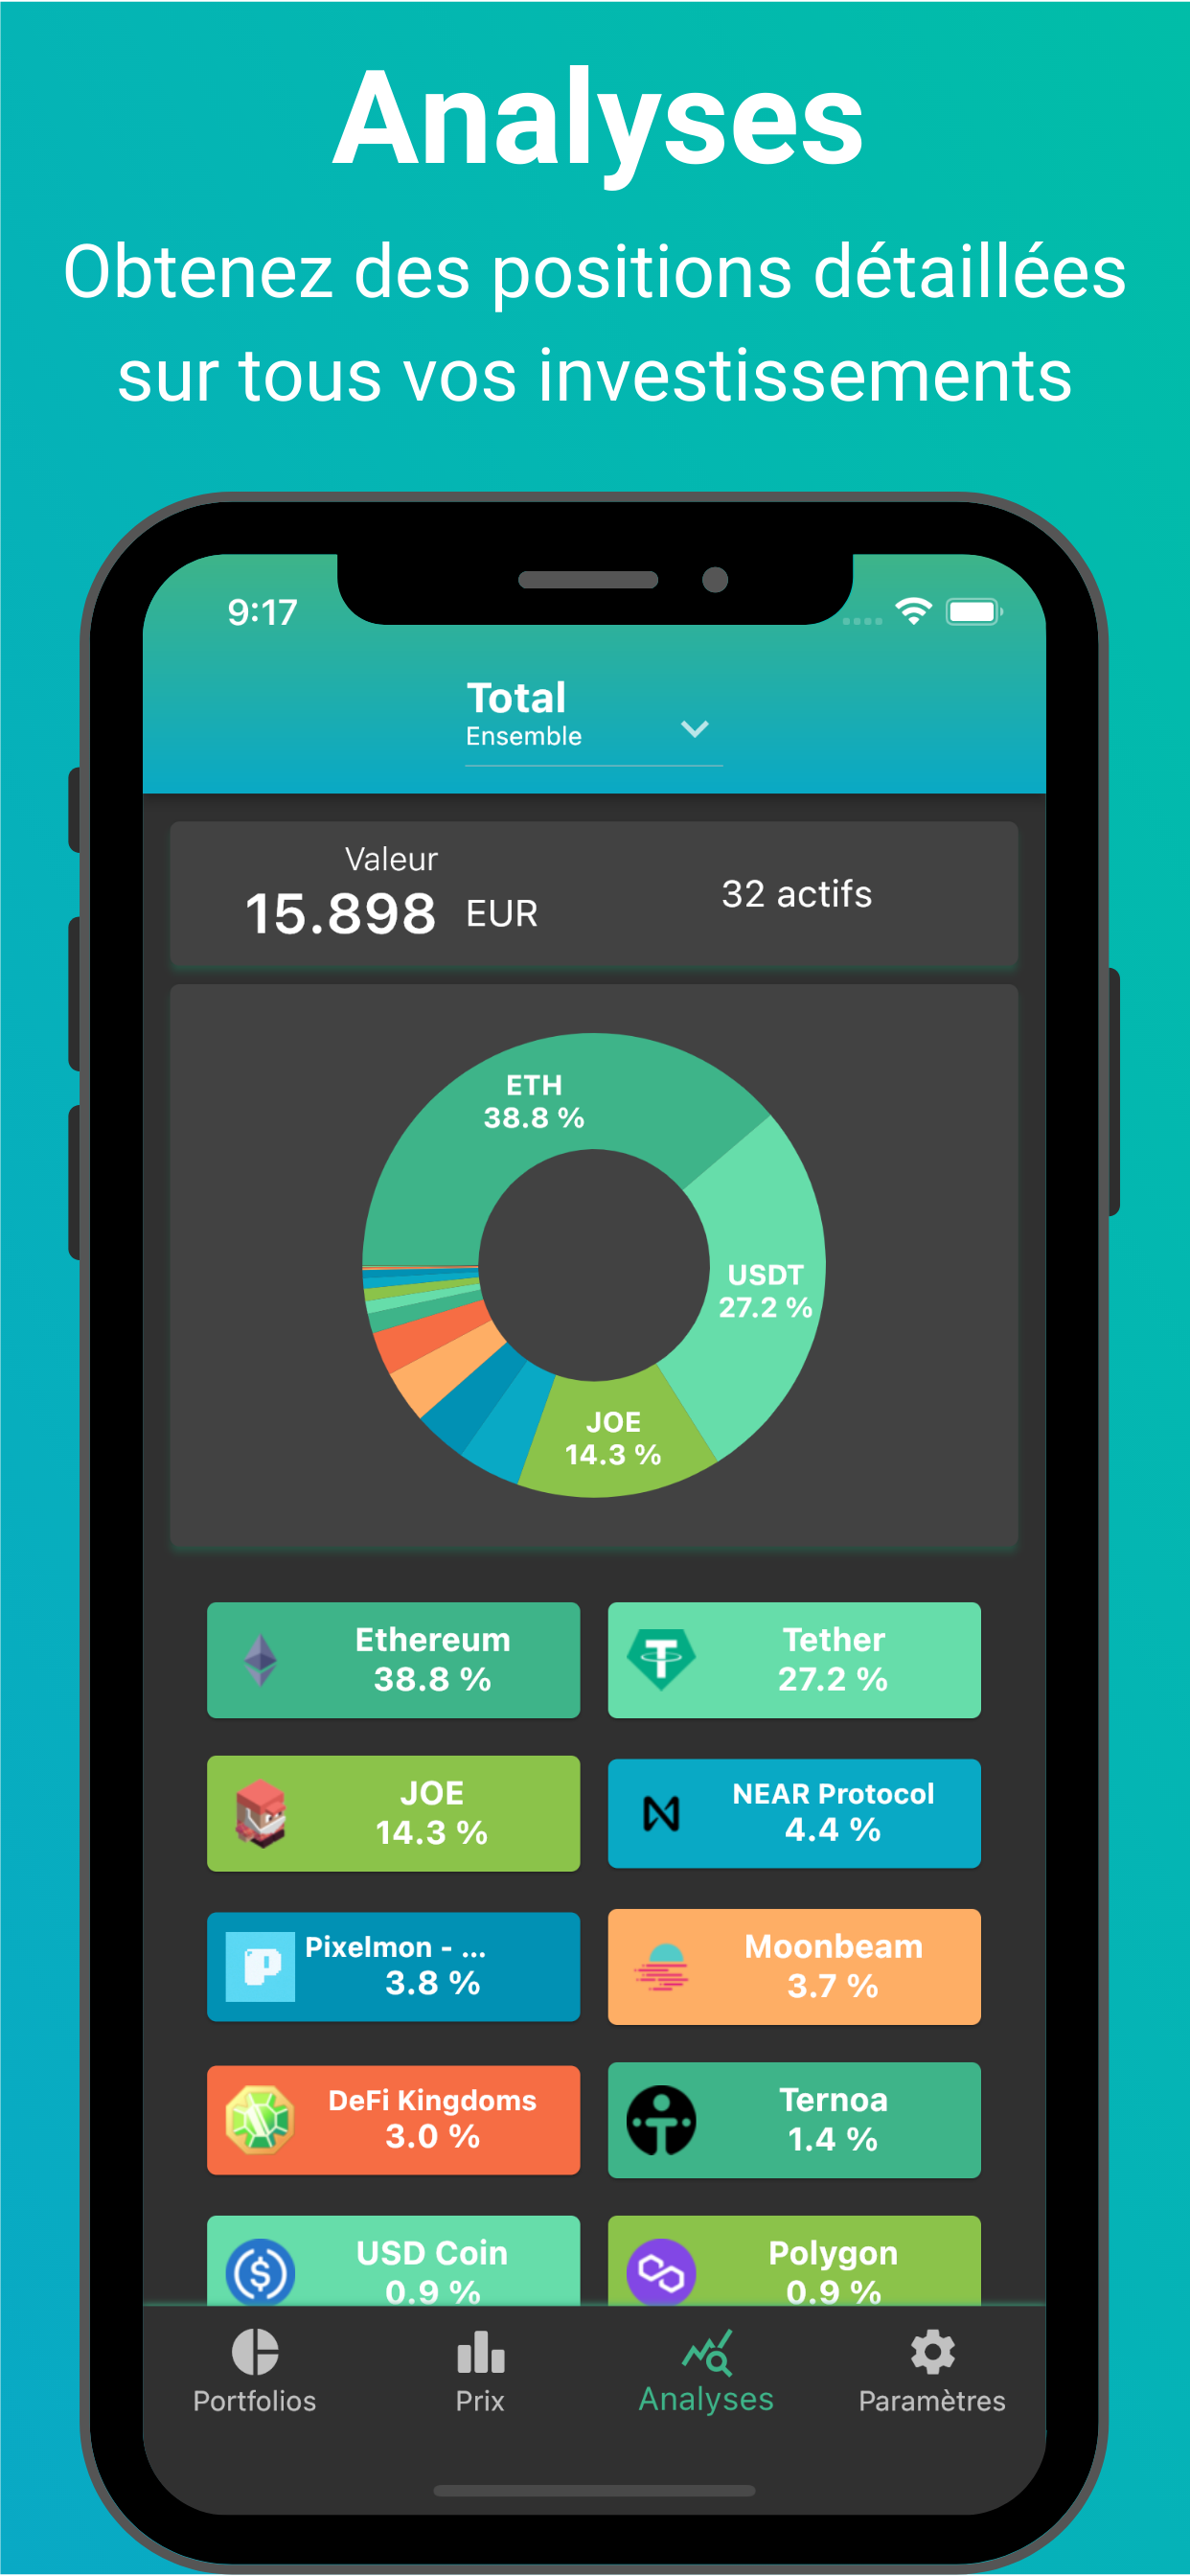 Analyses
Obtenez des positions détaillées
sur tous vos investissements
9:17
Total
Ensemble
Valeur
15.898 EUR
32 actifs
ETH
38.8 %
USDT
27.2 %
JOE
14.3 %
Ethereum
38.8 %
Tether
27.2 %
JOE
14.3 %
NEAR Protocol
4.4 %
Pixelmon - ...
3.8 %
Moonbeam
3.7 %
DeFi Kingdoms
3.0 %
Ternoa
1.4 %
USD Coin
0.9 %
Polygon
0.9 %
Portfolios
Prix
Analyses
Paramètres